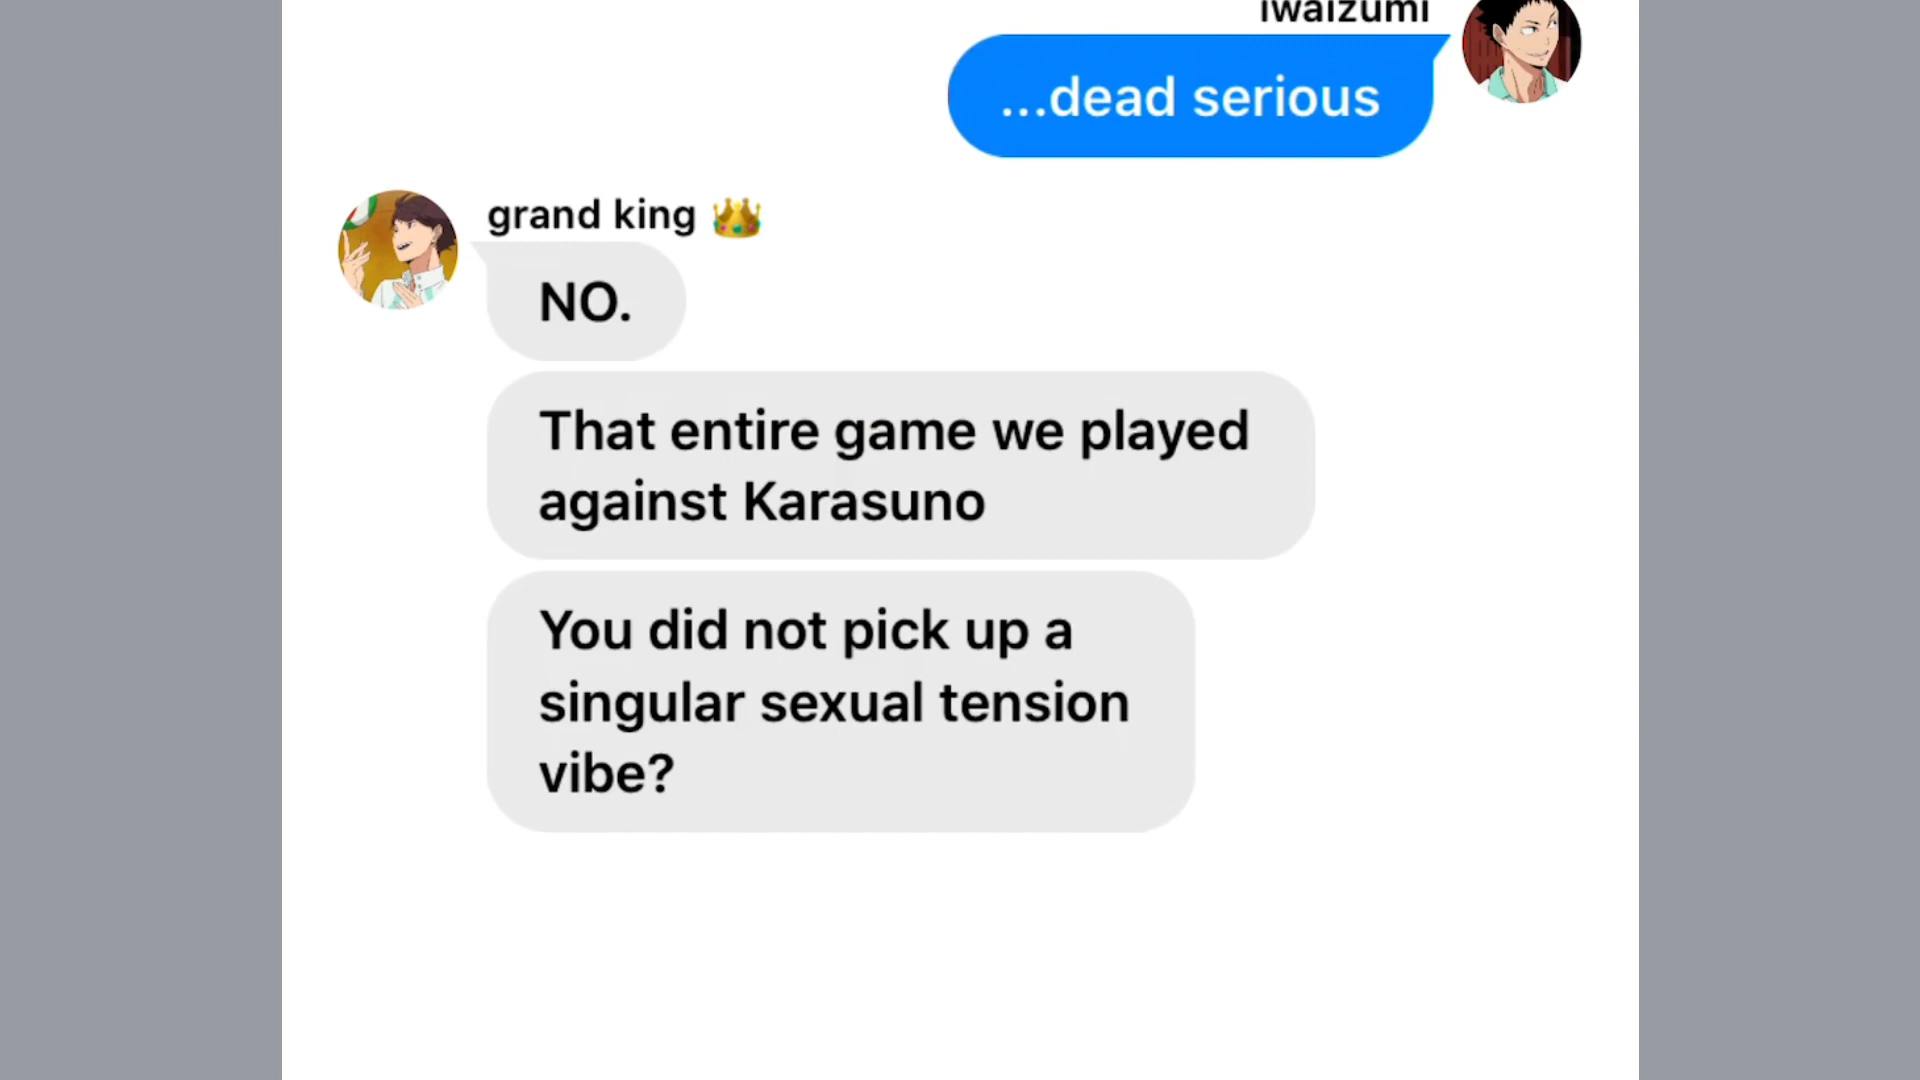 iwaizumi
...dead serious
grand king 👑
NO.
That entire game we played
against Karasuno
You did not pick up a
singular sexual tension
vibe?